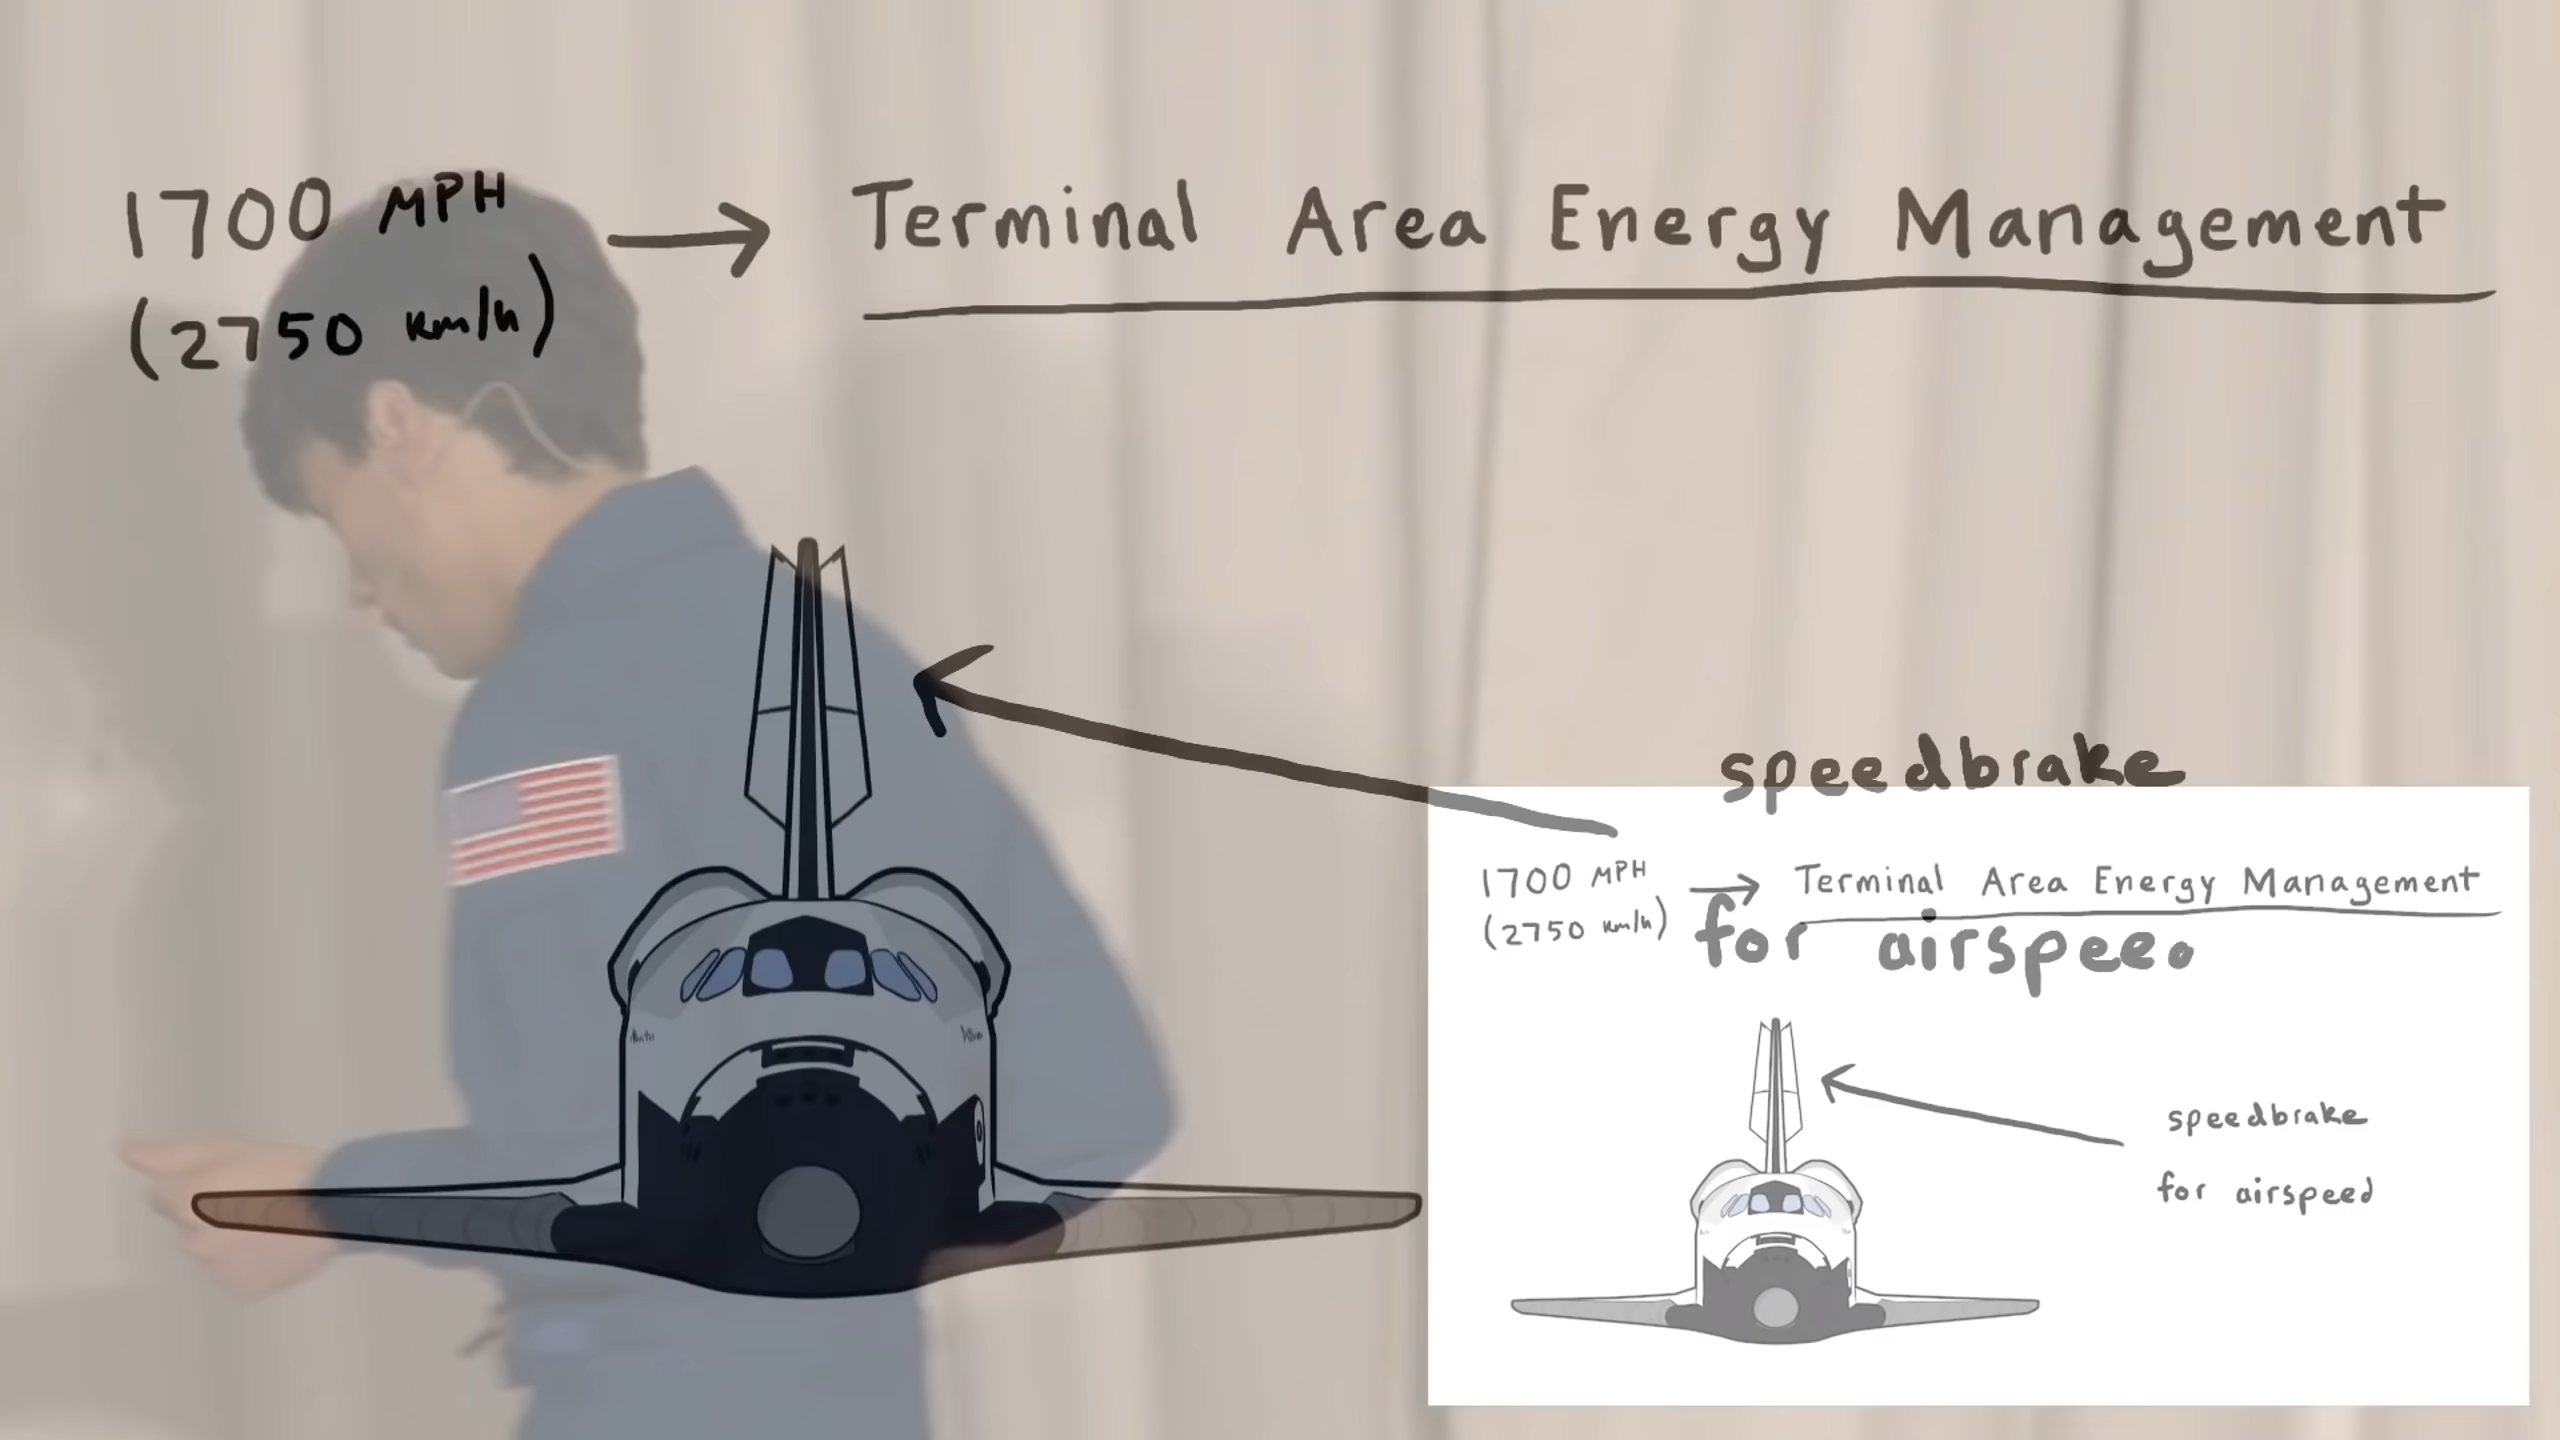 1700 MPH → Terminal Area Energy Management
(2750 km/h)
speedbrake
for airspeed
1700 MPH → Terminal Area Energy Management
(2750 km/h)
speedbrake
for airspeed